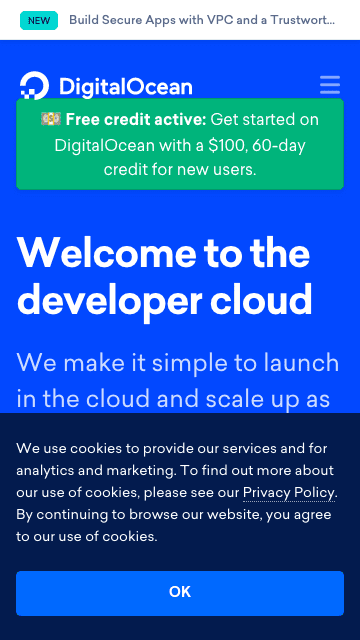 NEW Build Secure Apps with VPC and a Trustwort...
DigitalOcean
💸 Free credit active: Get started on
DigitalOcean with a $100, 60-day
credit for new users.
Welcome to the
developer cloud
We make it simple to launch
in the cloud and scale up as
We use cookies to provide our services and for
analytics and marketing. To find out more about
our use of cookies, please see our Privacy Policy.
By continuing to browse our website, you agree
to our use of cookies.
OK